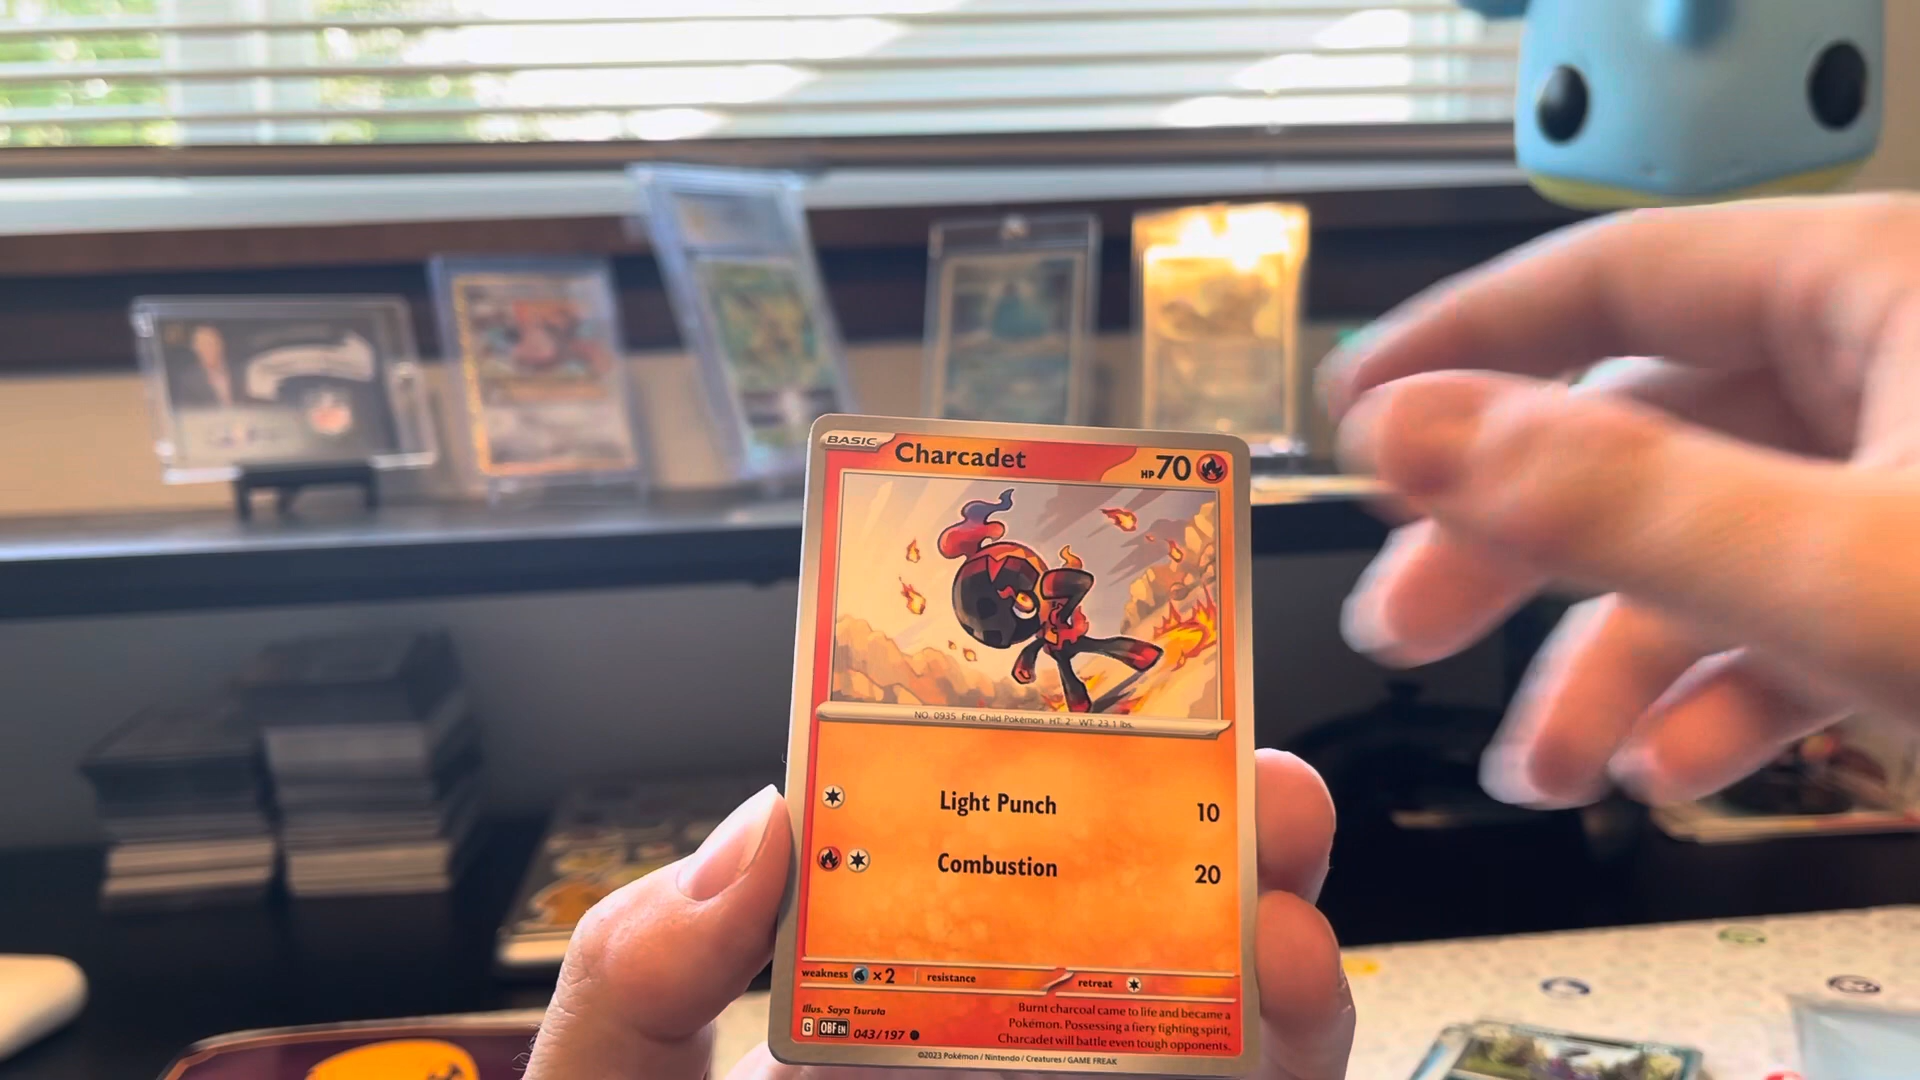 BASIC Charcadet HP 70
NO. 0935 Fire Child Pokémon HT: 2' WT: 23.1 lbs.
Light Punch 10
Combustion 20
weakness ×2 resistance retreat
Illus. Saya Tsuruta
G OBF EN 043/197
Burnt charcoal came to life and became a
Pokémon. Possessing a fiery fighting spirit,
Charcadet will battle even tough opponents.
©2023 Pokémon / Nintendo / Creatures / GAME FREAK